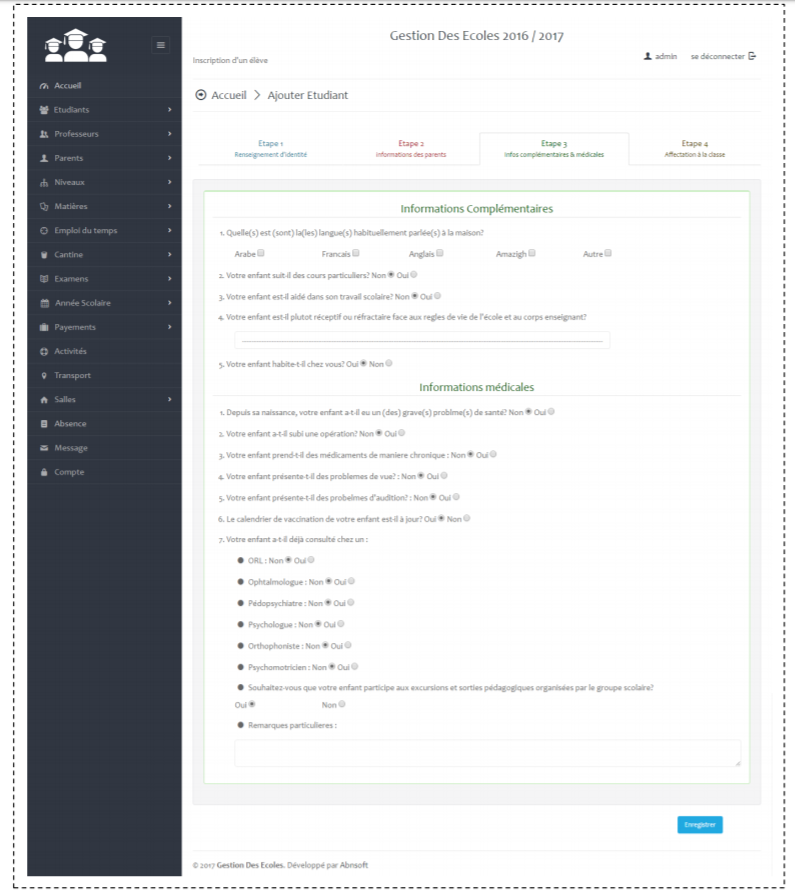 Gestion Des Ecoles 2016 / 2017
Inscription d'un élève
admin se déconnecter
Accueil
Etudiants
Professeurs
Parents
Niveaux
Matières
Emploi du temps
Cantine
Examens
Année Scolaire
Payements
Activités
Transport
Salles
Absence
Message
Compte
Accueil > Ajouter Etudiant
Etape 1
Renseignement d'identité
Etape 2
Informations des parents
Etape 3
Infos complémentaires & médicales
Etape 4
Affectation à la classe
Informations Complémentaires
1. Quelle(s) est (sont) la(les) langue(s) habituellement parlée(s) à la maison?
Arabe Francais Anglais Amazigh Autre
2. Votre enfant suit-il des cours particuliers? Non Oui
3. Votre enfant est-il aidé dans son travail scolaire? Non Oui
4. Votre enfant est-il plutot réceptif ou réfractaire face aux regles de vie de l'école et au corps enseignant?
5. Votre enfant habite-t-il chez vous? Oui Non
Informations médicales
1. Depuis sa naissance, votre enfant a-t-il eu un (des) grave(s) problme(s) de santé? Non Oui
2. Votre enfant a-t-il subi une opération? Non Oui
3. Votre enfant prend-t-il des médicaments de maniere chronique : Non Oui
4. Votre enfant présente-t-il des problemes de vue? : Non Oui
5. Votre enfant présente-t-il des probelmes d'audition? : Non Oui
6. Le calendrier de vaccination de votre enfant est-il à jour? Oui Non
7. Votre enfant a-t-il déjà consulté chez un :
ORL : Non Oui
Ophtalmologue : Non Oui
Pédopsychiatre : Non Oui
Psychologue : Non Oui
Orthophoniste : Non Oui
Psychomotricien : Non Oui
Souhaitez-vous que votre enfant participe aux excursions et sorties pédagogiques organisées par le groupe scolaire?
Oui Non
Remarques particulieres :
Enregistrer
© 2017 Gestion Des Ecoles. Développé par Abnsoft